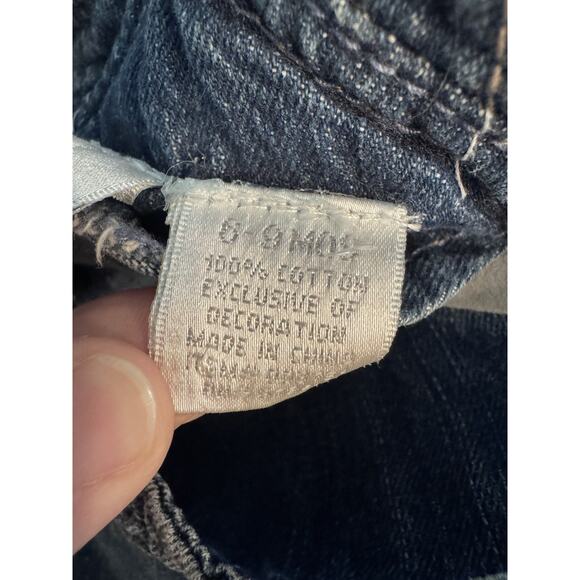 6-9 MOS
100% COTTON
EXCLUSIVE OF
DECORATION
MADE IN CHINA